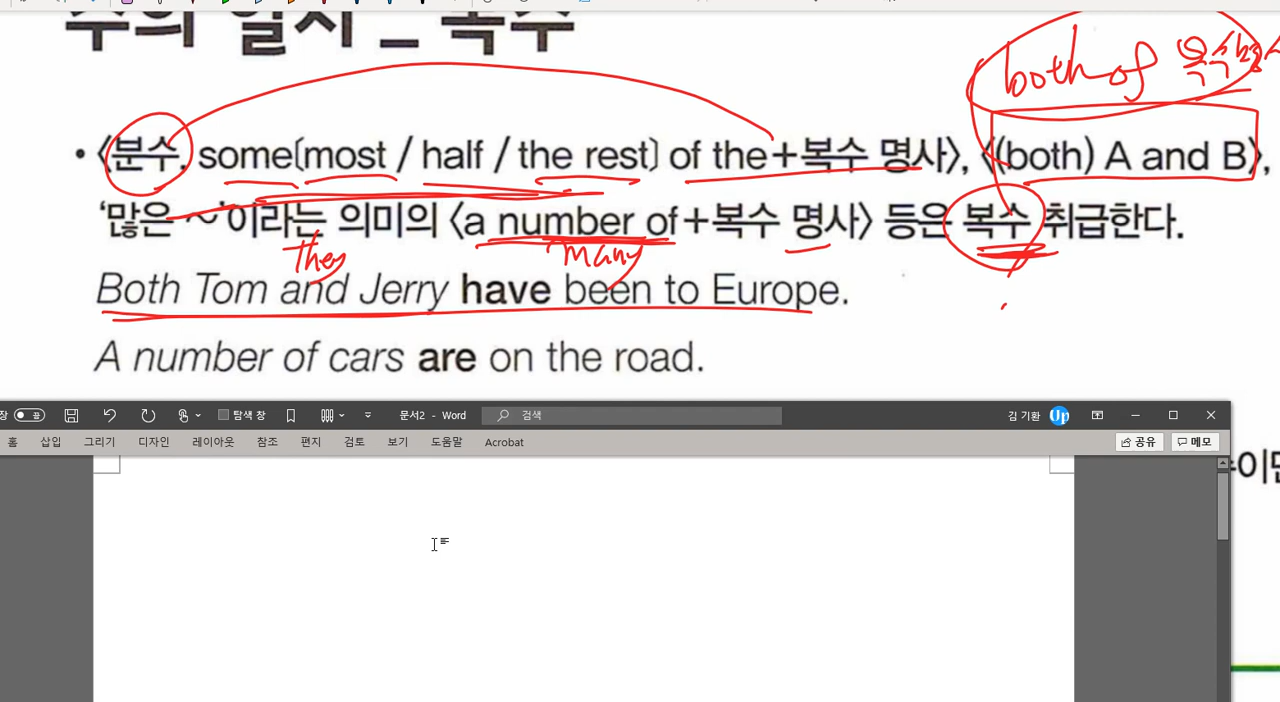 수의 일치 _ 복수
both of 복수명사
• 〈분수, some[most / half / the rest] of the+복수 명사〉, 〈(both) A and B〉,
‘많은 ~’이라는 의미의 〈a number of+복수 명사〉 등은 복수 취급한다.
They many
Both Tom and Jerry have been to Europe.
A number of cars are on the road.
장 끔 탐색 창 문서2 - Word 검색 김 기환 Up
홈 삽입 그리기 디자인 레이아웃 참조 편지 검토 보기 도움말 Acrobat 공유 메모